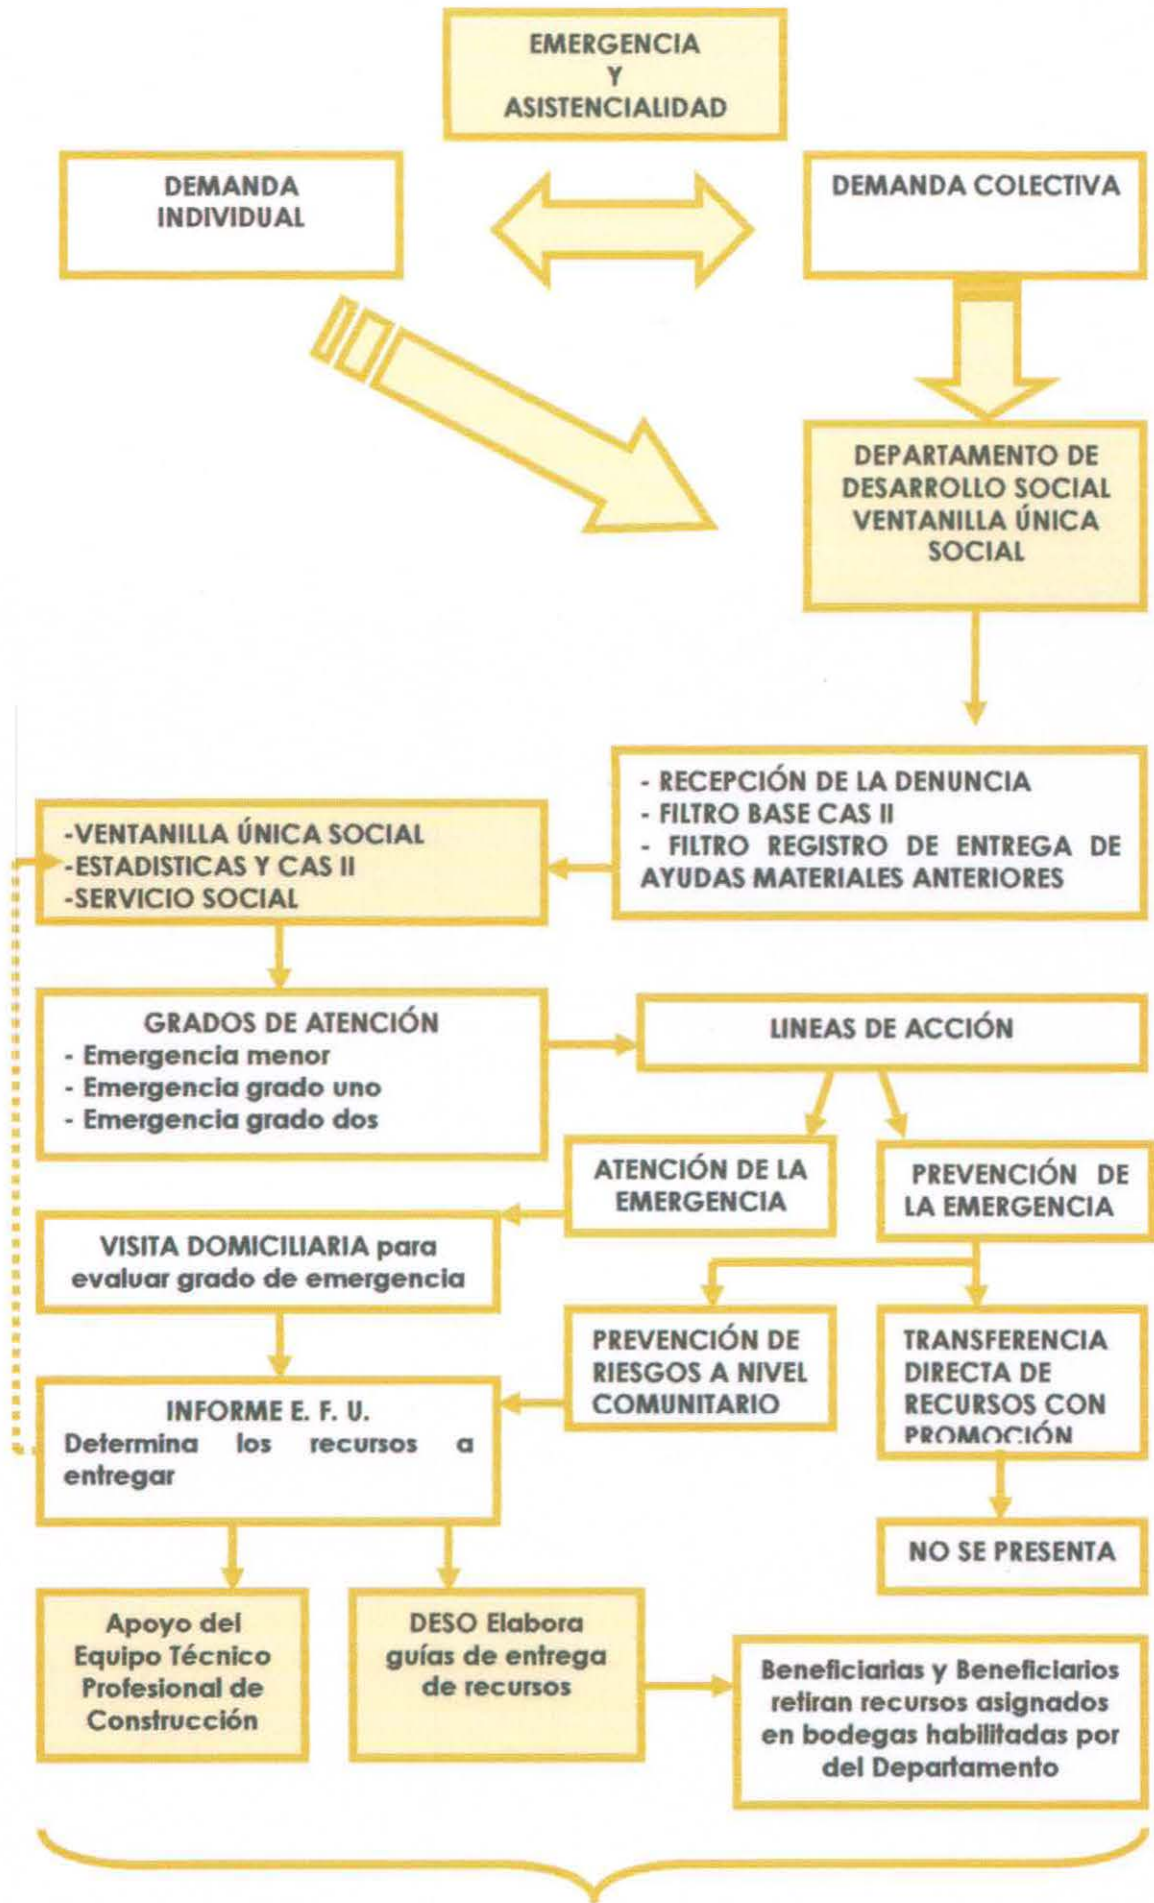 EMERGENCIA
Y
ASISTENCIALIDAD
DEMANDA
INDIVIDUAL
DEMANDA COLECTIVA
DEPARTAMENTO DE
DESARROLLO SOCIAL
VENTANILLA ÚNICA
SOCIAL
- RECEPCIÓN DE LA DENUNCIA
- FILTRO BASE CAS II
- FILTRO REGISTRO DE ENTREGA DE
AYUDAS MATERIALES ANTERIORES
-VENTANILLA ÚNICA SOCIAL
-ESTADISTICAS Y CAS II
-SERVICIO SOCIAL
GRADOS DE ATENCIÓN
- Emergencia menor
- Emergencia grado uno
- Emergencia grado dos
LINEAS DE ACCIÓN
ATENCIÓN DE LA
EMERGENCIA
PREVENCIÓN DE
LA EMERGENCIA
VISITA DOMICILIARIA para
evaluar grado de emergencia
PREVENCIÓN DE
RIESGOS A NIVEL
COMUNITARIO
TRANSFERENCIA
DIRECTA DE
RECURSOS CON
PROMOCIÓN
INFORME E. F. U.
Determina los recursos a
entregar
NO SE PRESENTA
Apoyo del
Equipo Técnico
Profesional de
Construcción
DESO Elabora
guías de entrega
de recursos
Beneficiarias y Beneficiarios
retiran recursos asignados
en bodegas habilitadas por
del Departamento